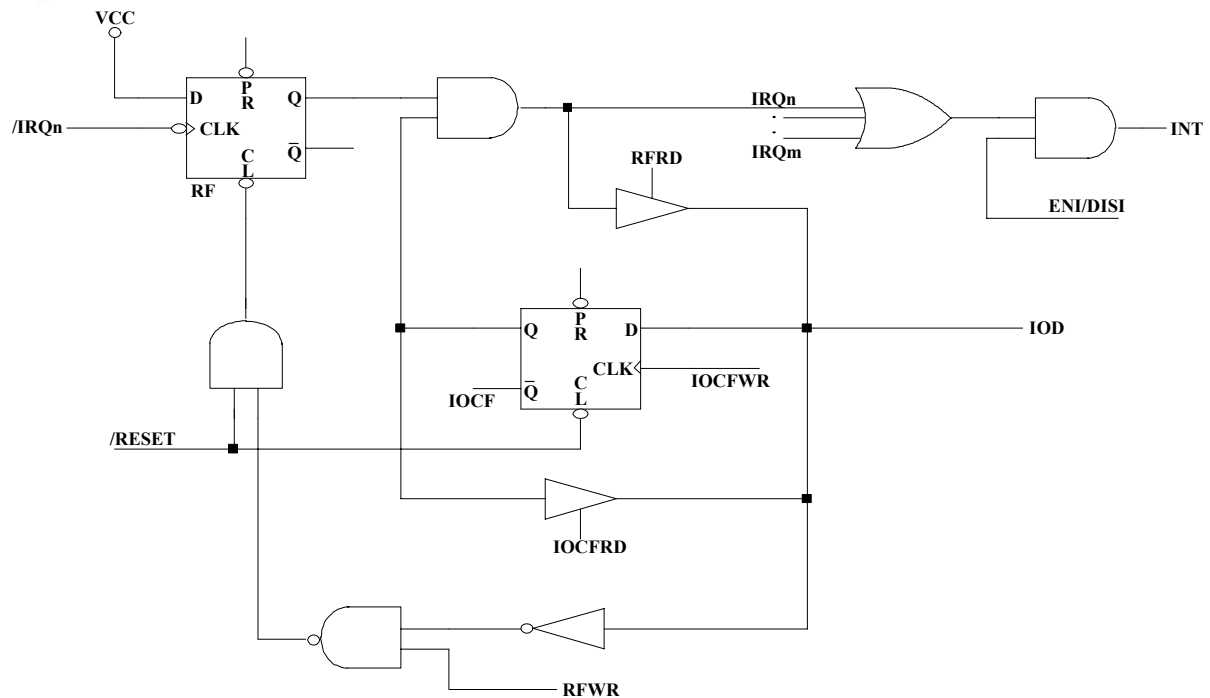 VCC
P
R
D
Q
/IRQn
CLK
C
L
Q̅
RF
IRQn
IRQm
INT
RFRD
ENI/DISI
P
R
Q
D
IOD
CLK
IOCFWR
IOCF
Q̅
C
L
/RESET
IOCFRD
RFWR